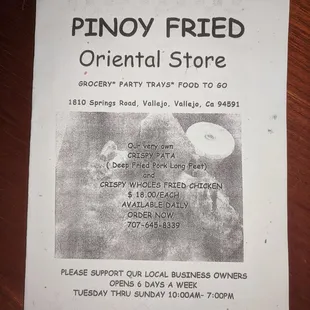 PINOY FRIED
Oriental Store
GROCERY* PARTY TRAYS* FOOD TO GO
1810 Springs Road, Vallejo, Vallejo, Ca 94591
Our very own
CRISPY PATA
( Deep Fried Pork Long Feet)
and
CRISPY WHOLES FRIED CHICKEN
$ 18.00/EACH
AVAILABLE DAILY
ORDER NOW
707-645-8339
PLEASE SUPPORT OUR LOCAL BUSINESS OWNERS
OPENS 6 DAYS A WEEK
TUESDAY THRU SUNDAY 10:00AM- 7:00PM